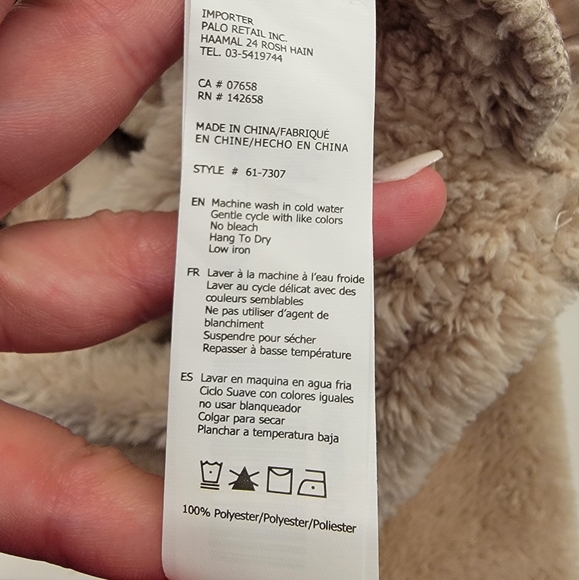 IMPORTER
PALO RETAIL INC.
HAAMAL 24 ROSH HAIN
TEL. 03-5419744
CA # 07658
RN # 142658
MADE IN CHINA/FABRIQUÉ
EN CHINE/HECHO EN CHINA
STYLE # 61-7307
EN Machine wash in cold water
Gentle cycle with like colors
No bleach
Hang To Dry
Low iron
FR Laver à la machine à l'eau froide
Laver au cycle délicat avec des
couleurs semblables
Ne pas utiliser d'agent de
blanchiment
Suspendre pour sécher
Repasser à basse température
ES Lavar en maquina en agua fria
Ciclo Suave con colores iguales
no usar blanqueador
Colgar para secar
Planchar a temperatura baja
100% Polyester/Polyester/Poliester